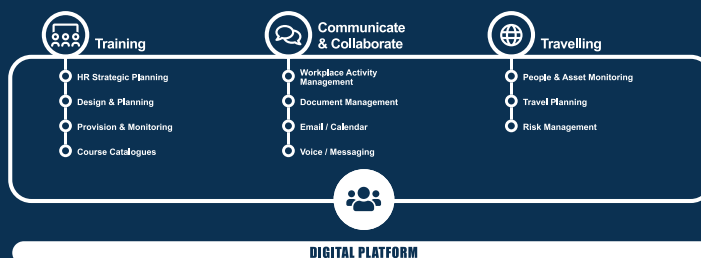 Training
HR Strategic Planning
Design & Planning
Provision & Monitoring
Course Catalogues
Communicate
& Collaborate
Workplace Activity
Management
Document Management
Email / Calendar
Voice / Messaging
Travelling
People & Asset Monitoring
Travel Planning
Risk Management
DIGITAL PLATFORM